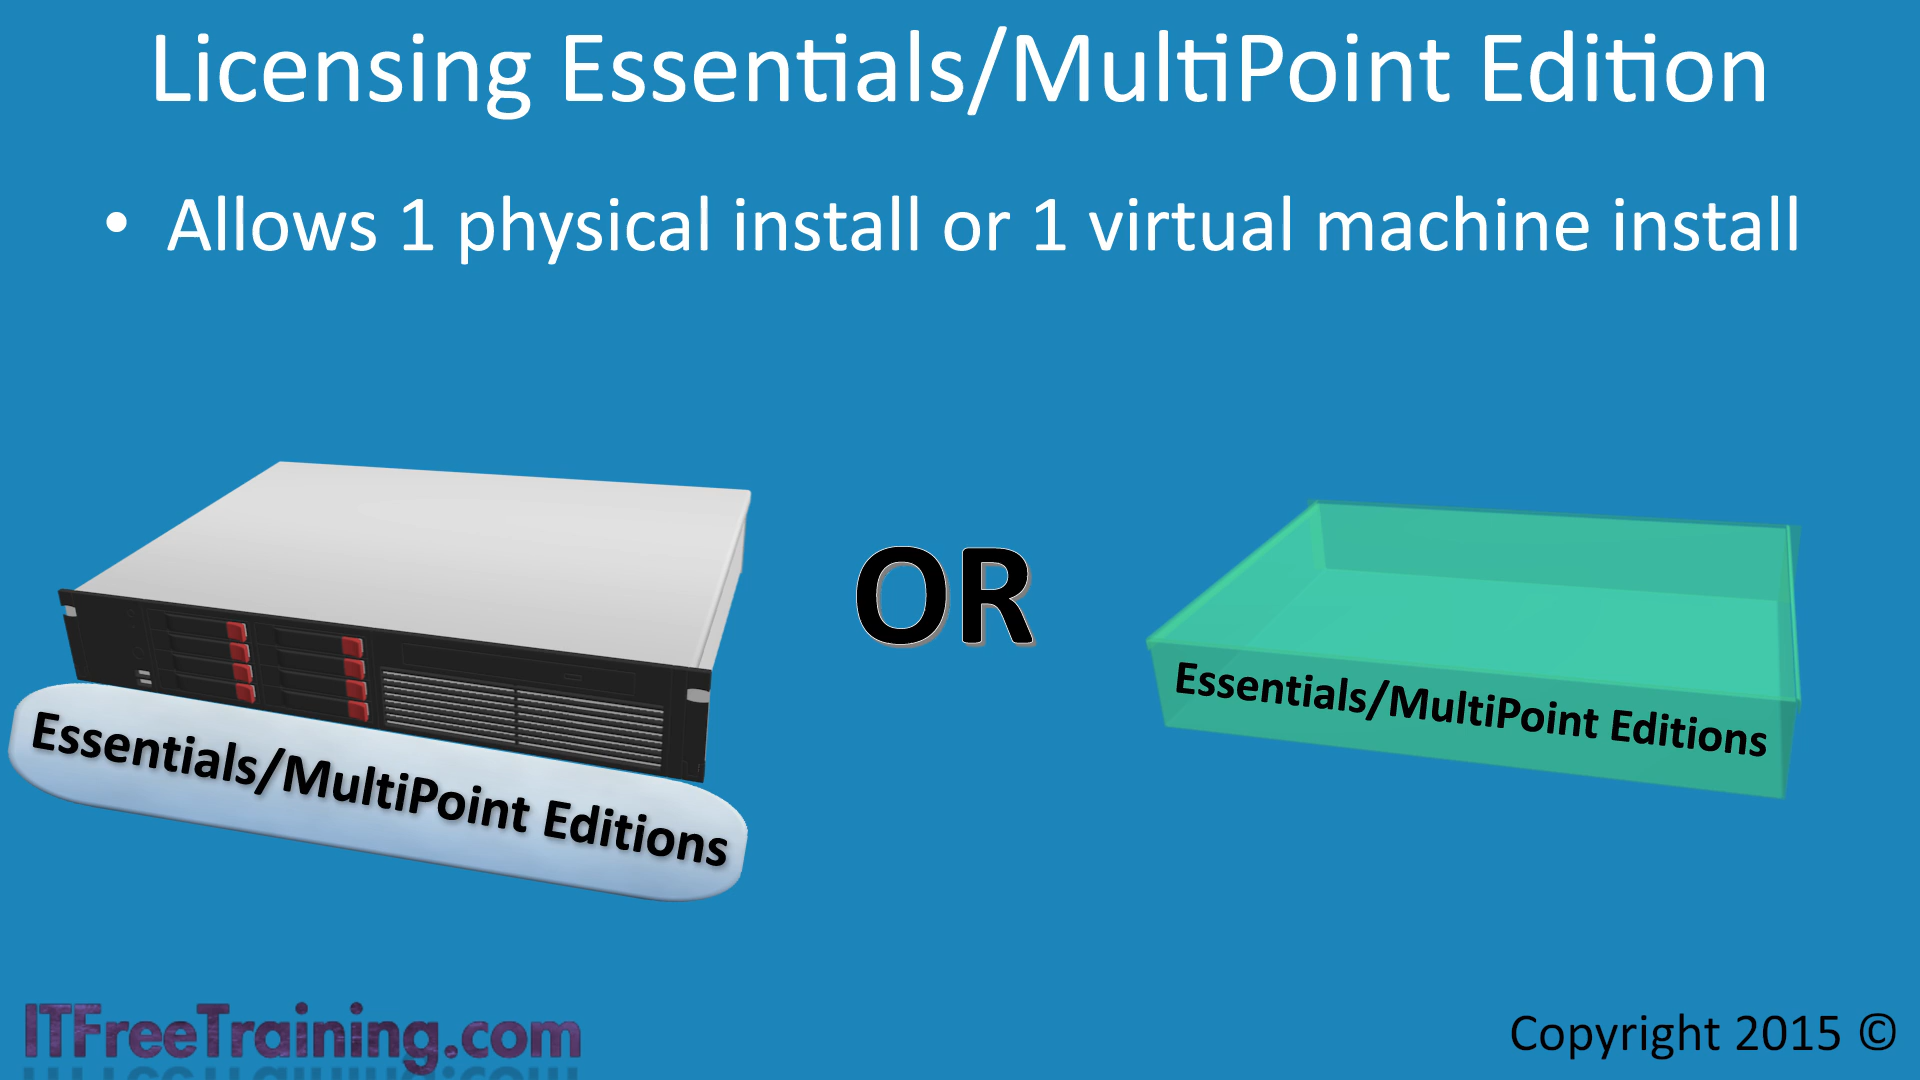 Licensing Essentials/MultiPoint Edition
• Allows 1 physical install or 1 virtual machine install
OR
Essentials/MultiPoint Editions
Essentials/MultiPoint Editions
ITFreeTraining.com
Copyright 2015 ©